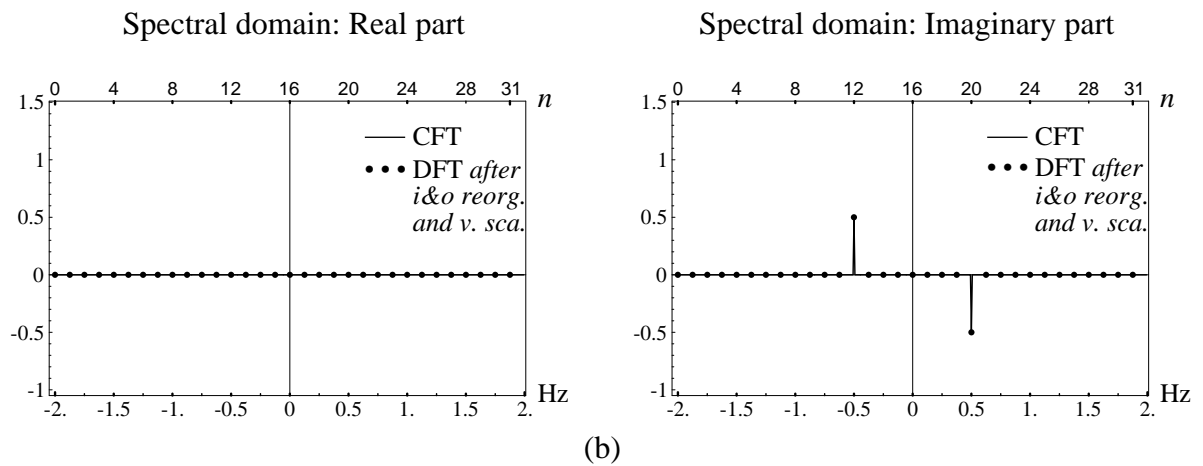 Spectral domain: Real part
0 4 8 12 16 20 24 28 31 n
1.5
1
0.5
0
-0.5
-1
CFT
DFT after
i&o reorg.
and v. sca.
-2. -1.5 -1. -0.5 0 0.5 1. 1.5 2. Hz
Spectral domain: Imaginary part
0 4 8 12 16 20 24 28 31 n
1.5
1
0.5
0
-0.5
-1
CFT
DFT after
i&o reorg.
and v. sca.
-2. -1.5 -1. -0.5 0 0.5 1. 1.5 2. Hz
(b)